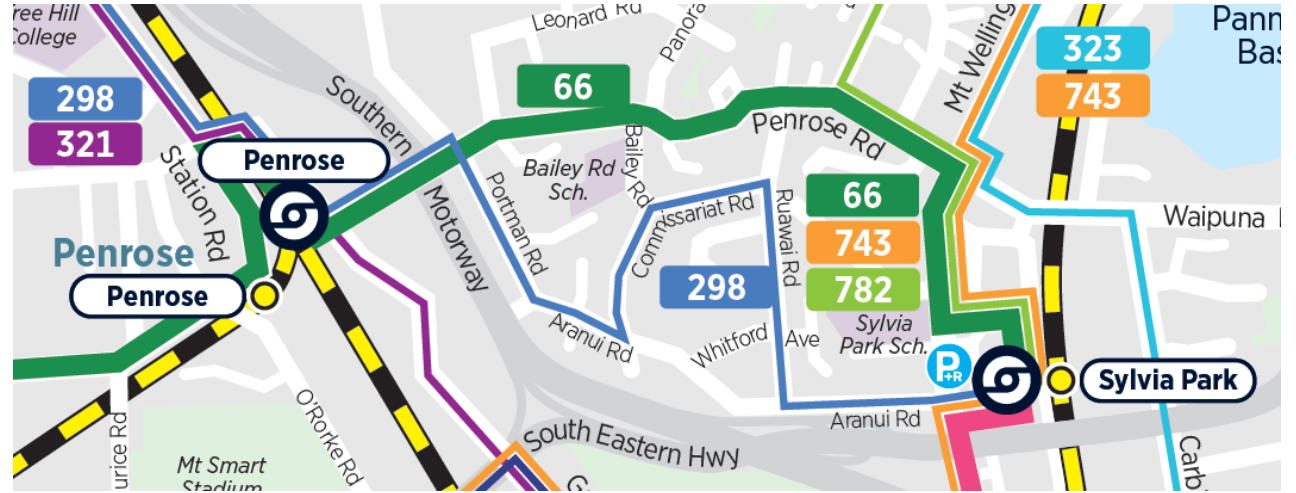 ree Hill
College
Leonard Rd
Mt Welling
Pann
Bas
298
321
66
323
743
Southern
Motorway
Penrose
Station Rd
Penrose
Penrose
Bailey Rd
Sch.
Bailey Rd
Penrose Rd
Portman Rd
Commissariat Rd
Ruawai Rd
66
743
782
Waipuna
298
Sylvia
Park Sch.
Aranui Rd
Whitford Ave
P+R
Sylvia Park
Aranui Rd
O'Rorke Rd
urice Rd
South Eastern Hwy
Mt Smart
Stadium
Carb
Panora
G